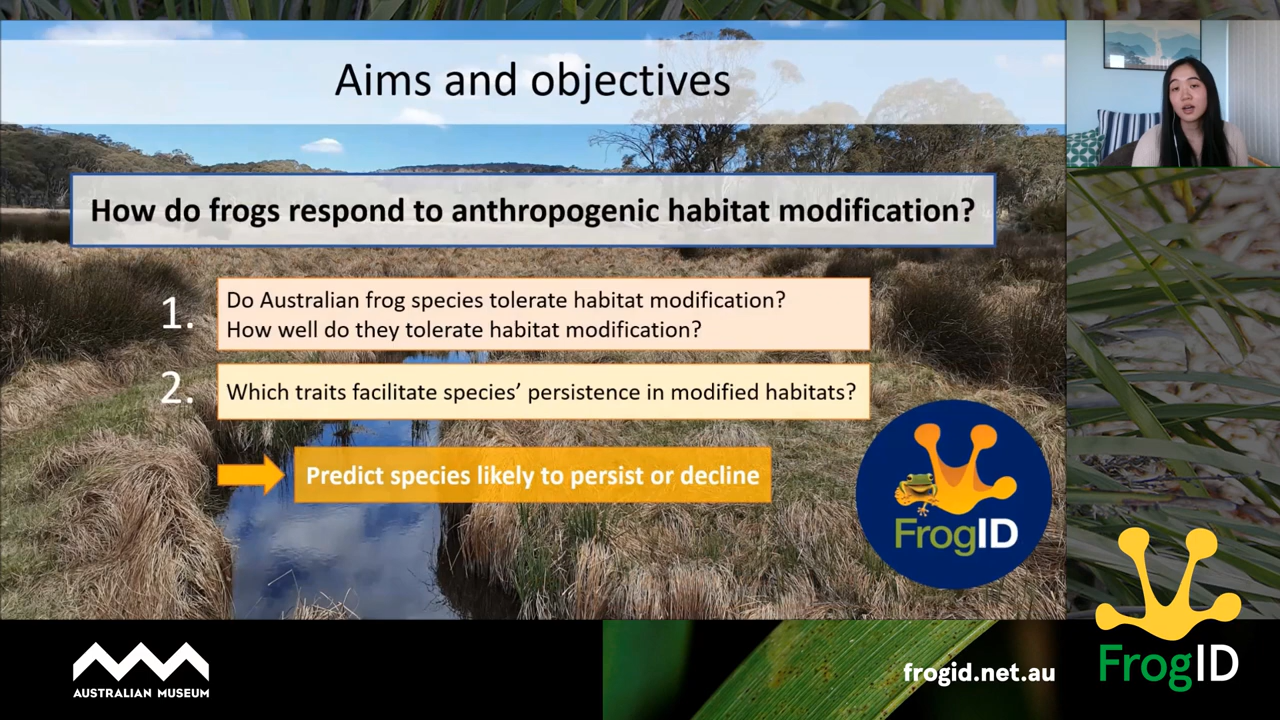 Aims and objectives
How do frogs respond to anthropogenic habitat modification?
1.
Do Australian frog species tolerate habitat modification?
How well do they tolerate habitat modification?
2.
Which traits facilitate species’ persistence in modified habitats?
Predict species likely to persist or decline
FrogID
AUSTRALIAN MUSEUM
frogid.net.au
FrogID